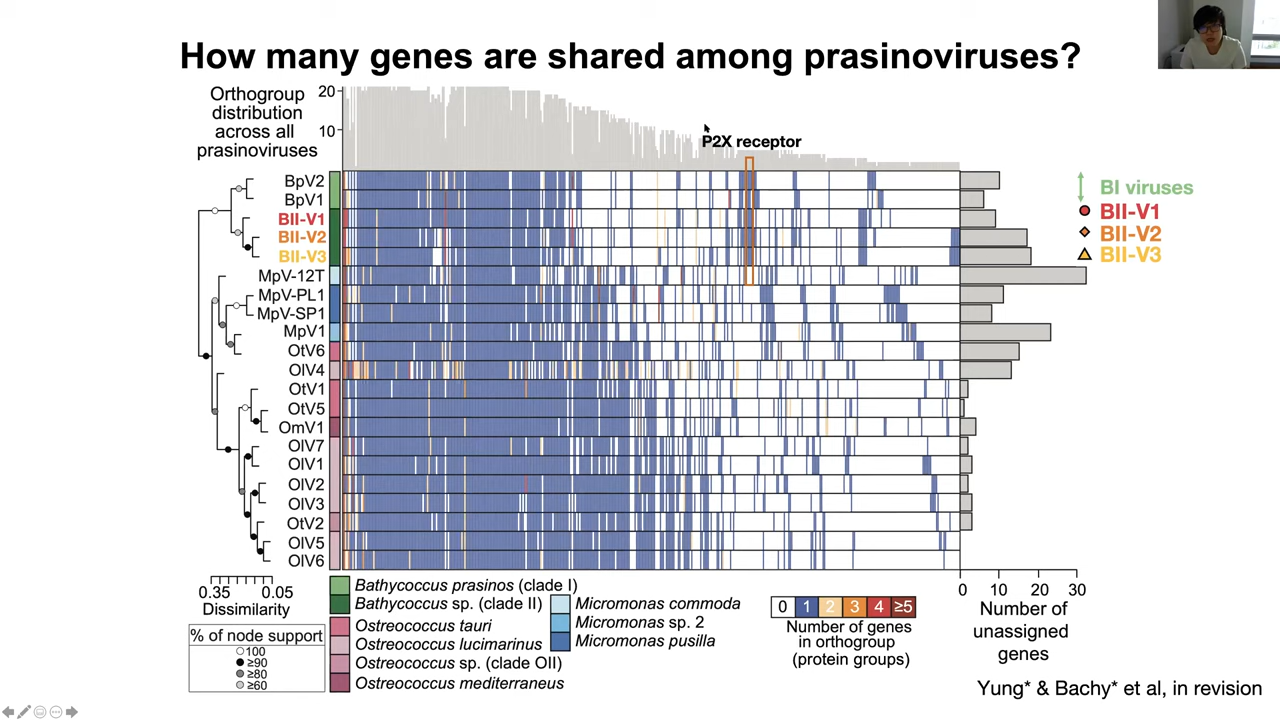 How many genes are shared among prasinoviruses?
Orthogroup
distribution
across all
prasinoviruses
20
10
P2X receptor
BpV2
BpV1
BII-V1
BII-V2
BII-V3
MpV-12T
MpV-PL1
MpV-SP1
MpV1
OtV6
OlV4
OtV1
OtV5
OmV1
OlV7
OlV1
OlV2
OlV3
OtV2
OlV5
OlV6
BI viruses
BII-V1
BII-V2
BII-V3
0.35 0.05
Dissimilarity
% of node support
100
≥90
≥80
≥60
Bathycoccus prasinos (clade I)
Bathycoccus sp. (clade II)
Ostreococcus tauri
Ostreococcus lucimarinus
Ostreococcus sp. (clade OII)
Ostreococcus mediterraneus
Micromonas commoda
Micromonas sp. 2
Micromonas pusilla
0 1 2 3 4 ≥5
Number of genes
in orthogroup
(protein groups)
0 10 20 30
Number of
unassigned
genes
Yung* & Bachy* et al, in revision